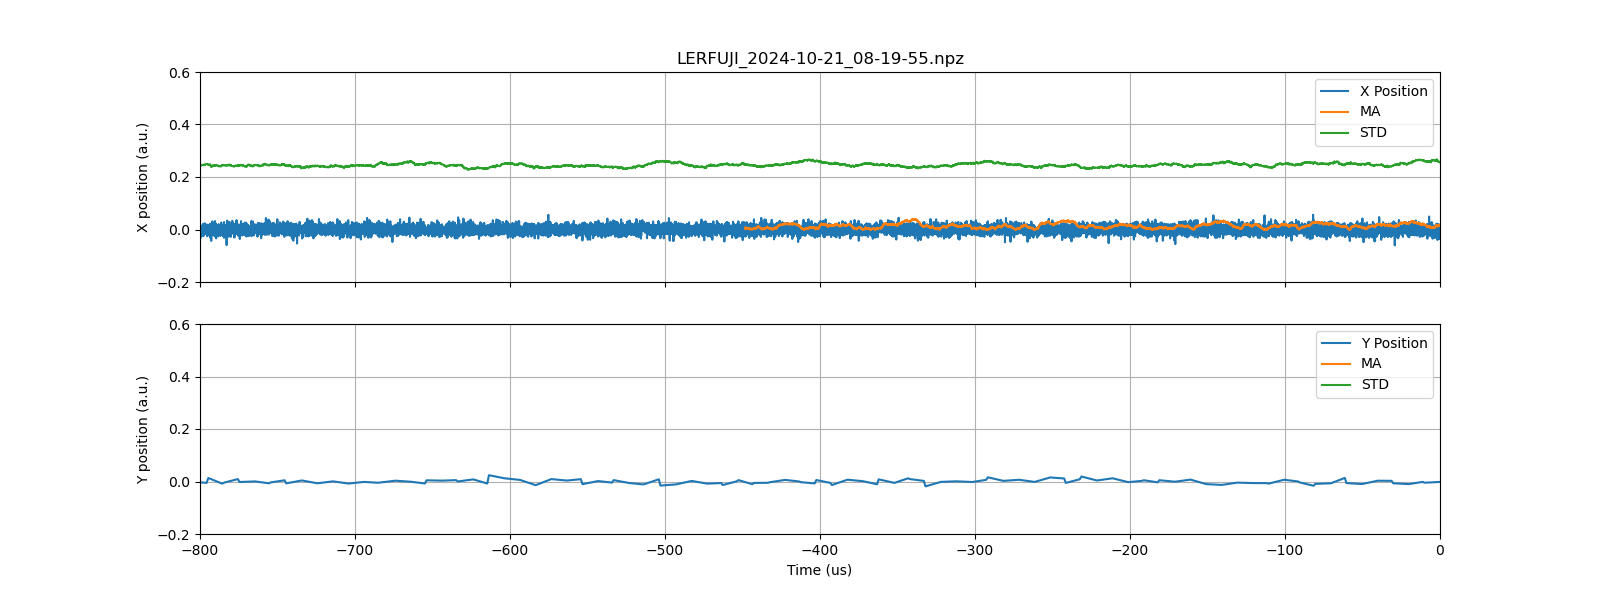 LERFUJI_2024-10-21_08-19-55.npz
0.6
0.4
0.2
0.0
−0.2
X position (a.u.)
X Position
MA
STD
0.6
0.4
0.2
0.0
−0.2
Y position (a.u.)
Y Position
MA
STD
−800 −700 −600 −500 −400 −300 −200 −100 0
Time (us)